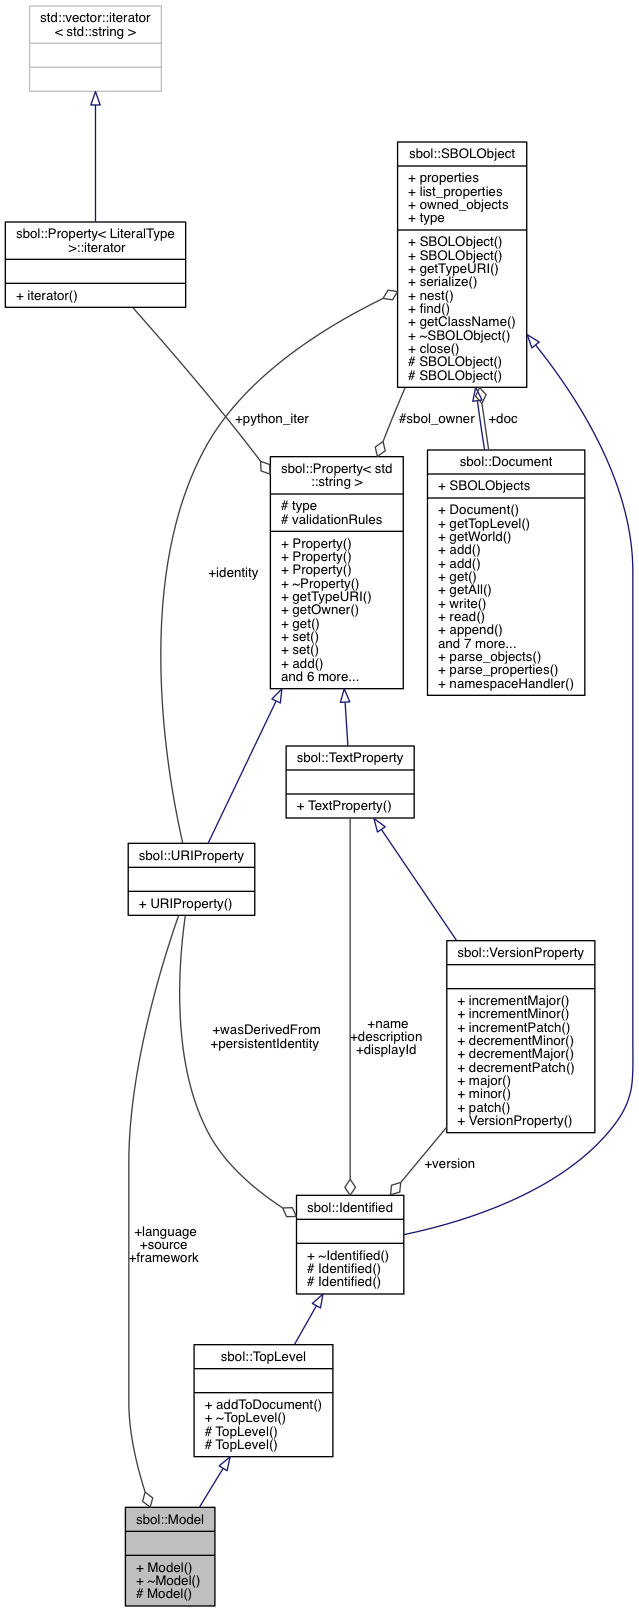 std::vector::iterator
< std::string >
sbol::SBOLObject
+ properties
+ list_properties
+ owned_objects
+ type
+ SBOLObject()
+ SBOLObject()
+ getTypeURI()
+ serialize()
+ nest()
+ find()
+ getClassName()
+ ~SBOLObject()
+ close()
# SBOLObject()
# SBOLObject()
sbol::Property< LiteralType
>::iterator
+ iterator()
+python_iter
#sbol_owner
+doc
sbol::Property< std
::string >
# type
# validationRules
+ Property()
+ Property()
+ Property()
+ ~Property()
+ getTypeURI()
+ getOwner()
+ get()
+ set()
+ set()
+ add()
and 6 more...
sbol::Document
+ SBOLObjects
+ Document()
+ getTopLevel()
+ getWorld()
+ add()
+ add()
+ get()
+ getAll()
+ write()
+ read()
+ append()
and 7 more...
+ parse_objects()
+ parse_properties()
+ namespaceHandler()
+identity
sbol::TextProperty
+ TextProperty()
sbol::URIProperty
+ URIProperty()
sbol::VersionProperty
+ incrementMajor()
+ incrementMinor()
+ incrementPatch()
+ decrementMinor()
+ decrementMajor()
+ decrementPatch()
+ major()
+ minor()
+ patch()
+ VersionProperty()
+wasDerivedFrom
+persistentIdentity
+name
+description
+displayId
+version
sbol::Identified
+ ~Identified()
# Identified()
# Identified()
+language
+source
+framework
sbol::TopLevel
+ addToDocument()
+ ~TopLevel()
# TopLevel()
# TopLevel()
sbol::Model
+ Model()
+ ~Model()
# Model()